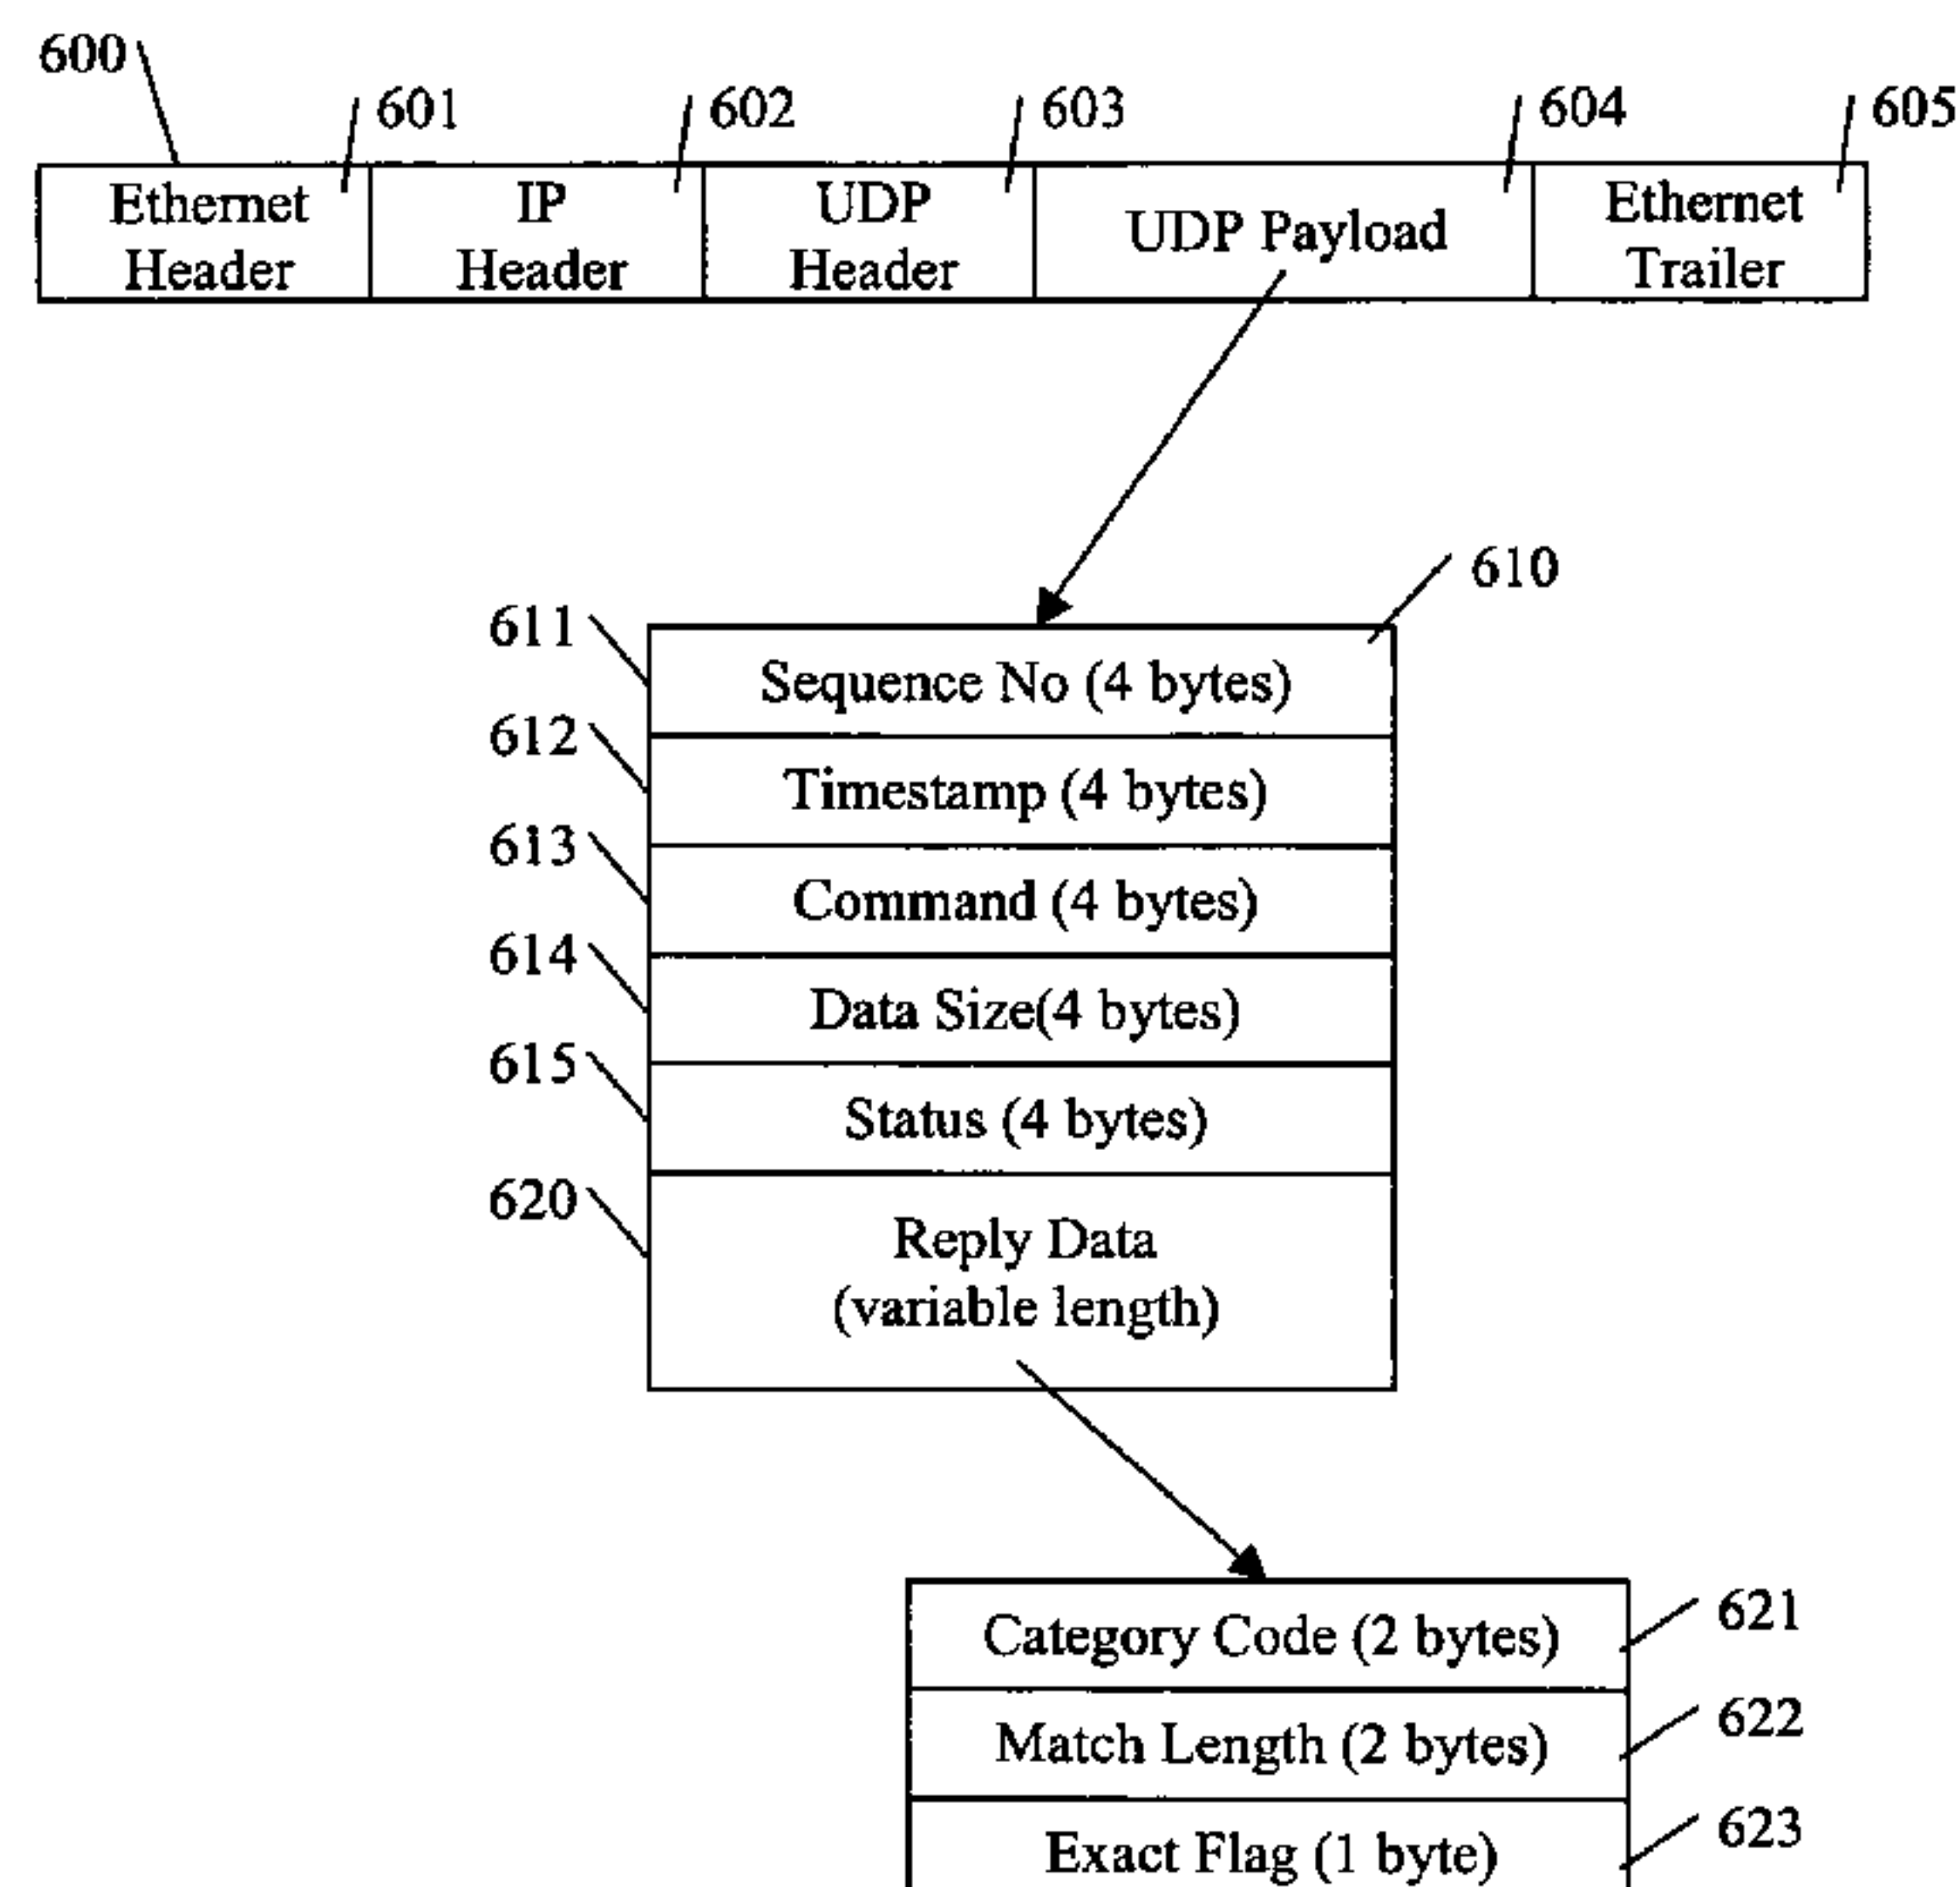 600
601 602 603 604 605
Ethernet Header
IP Header
UDP Header
UDP Payload
Ethernet Trailer
610
611
Sequence No (4 bytes)
612
Timestamp (4 bytes)
613
Command (4 bytes)
614
Data Size(4 bytes)
615
Status (4 bytes)
620
Reply Data
(variable length)
Category Code (2 bytes)
621
Match Length (2 bytes)
622
Exact Flag (1 byte)
623